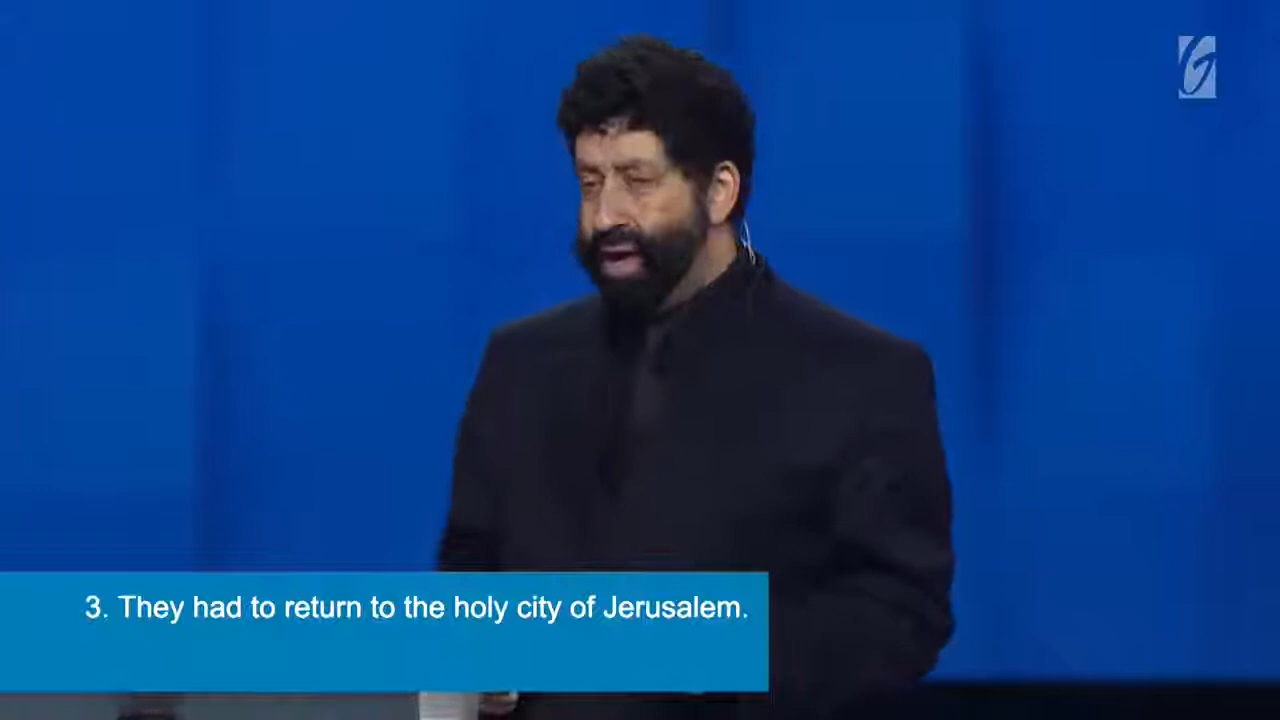 G
3. They had to return to the holy city of Jerusalem.